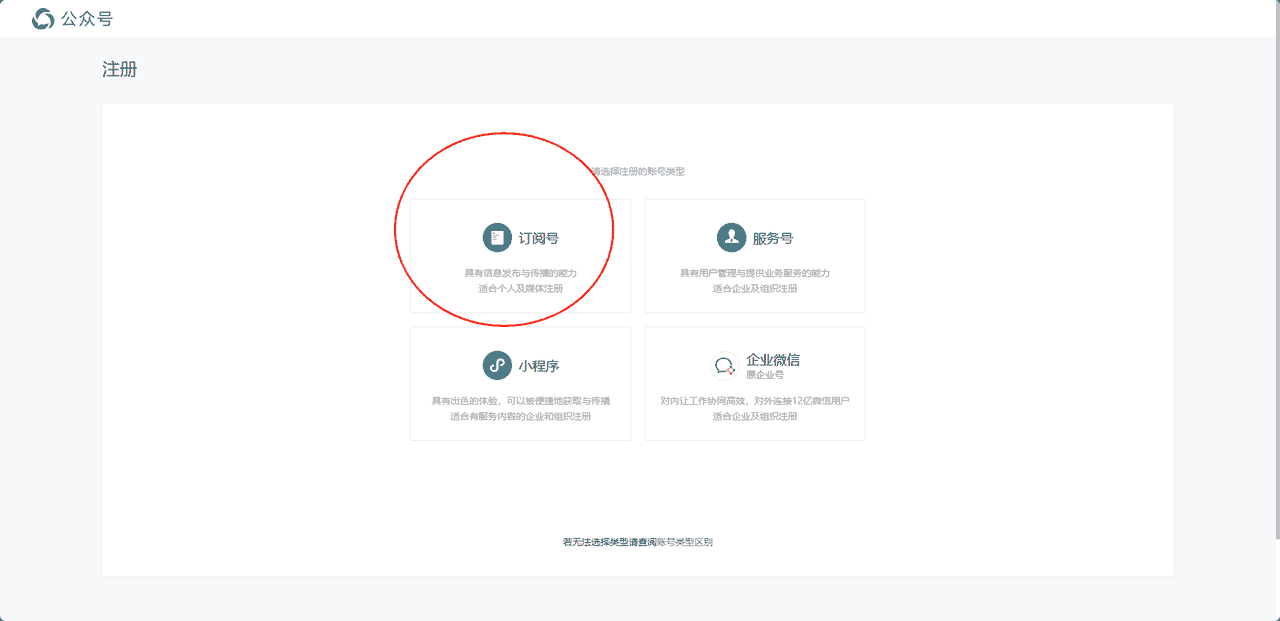 公众号
注册
请选择注册的账号类型
订阅号
具有信息发布与传播的能力
适合个人及媒体注册
服务号
具有用户管理与提供业务服务的能力
适合企业及组织注册
小程序
具有出色的体验，可以被便捷地获取与传播
适合有服务内容的企业和组织注册
企业微信
原企业号
对内让工作协同高效，对外连接12亿微信用户
适合企业及组织注册
若无法选择类型请查阅账号类型区别